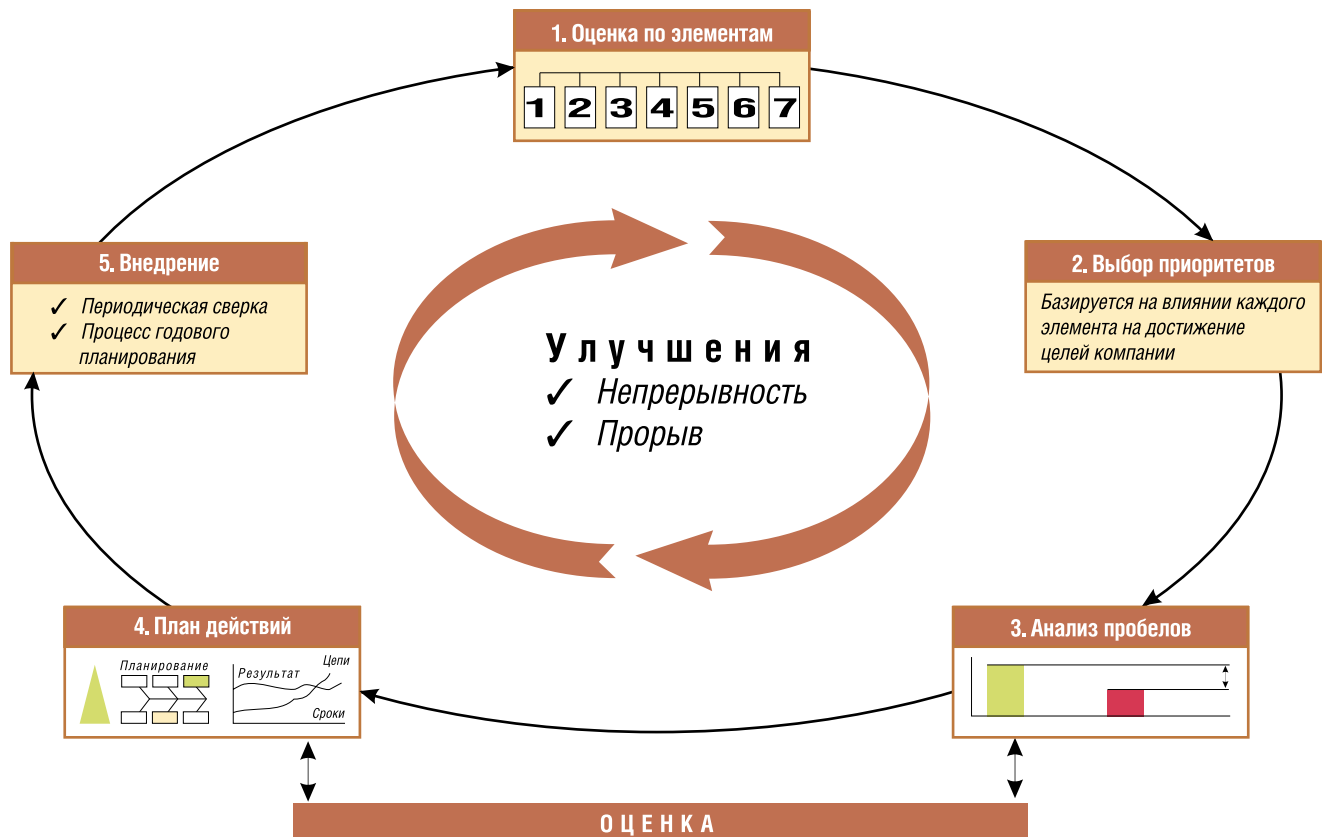 1. Оценка по элементам
1 2 3 4 5 6 7
2. Выбор приоритетов
Базируется на влиянии каждого
элемента на достижение
целей компании
5. Внедрение
✓ Периодическая сверка
✓ Процесс годового
планирования
Улучшения
✓ Непрерывность
✓ Прорыв
3. Анализ пробелов
4. План действий
Планирование
Результат
Цепи
Сроки
ОЦЕНКА